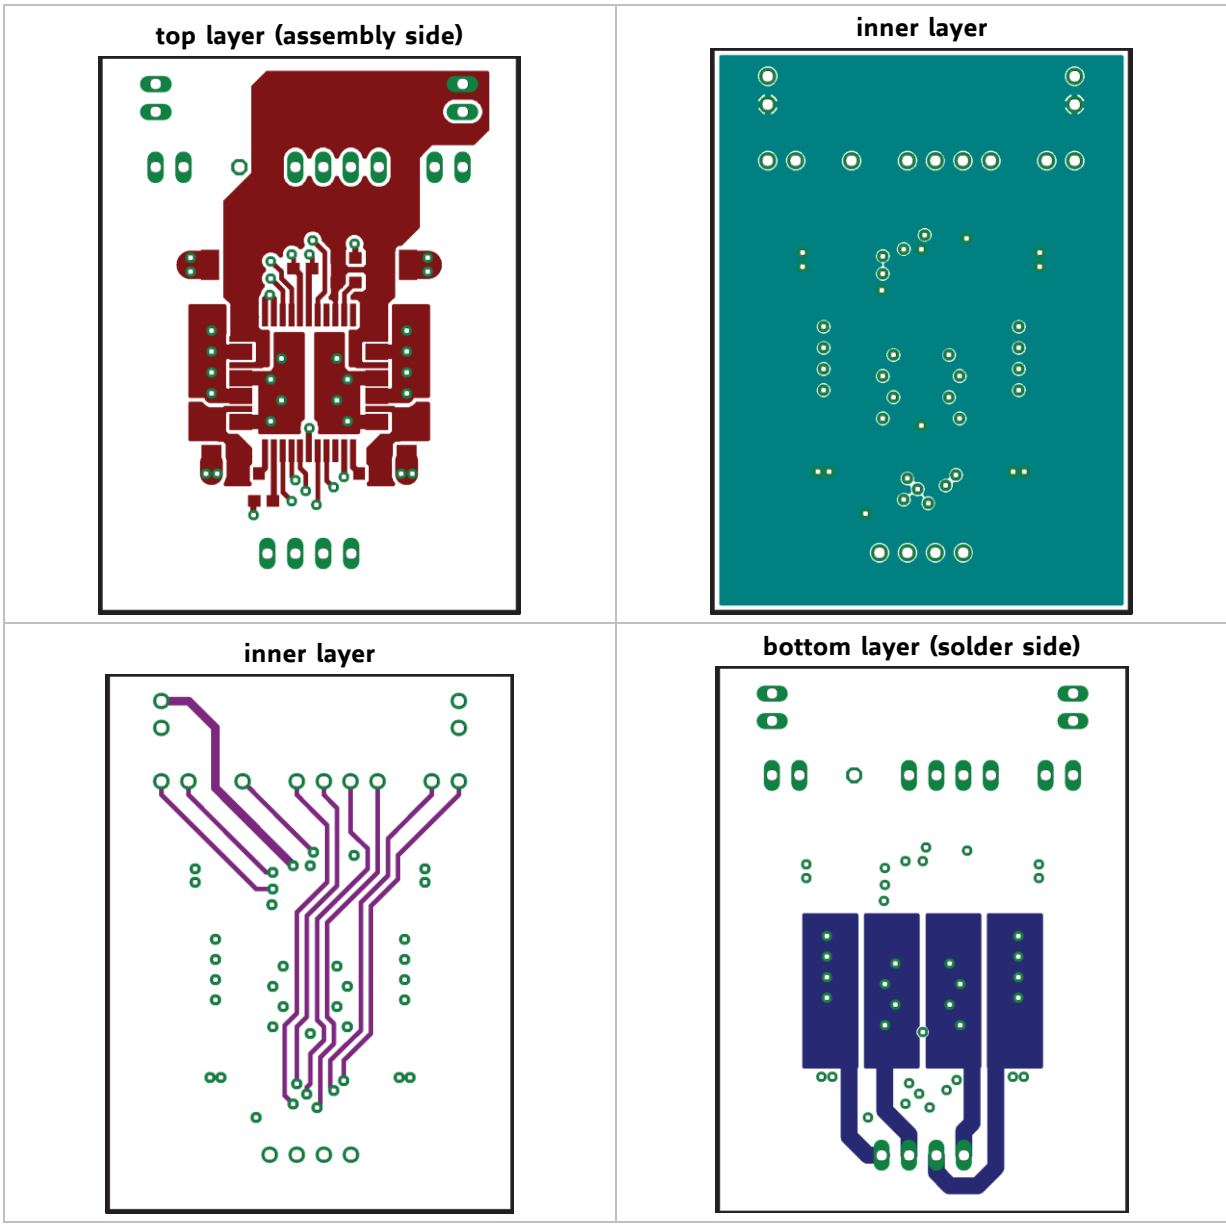 top layer (assembly side)
inner layer
inner layer
bottom layer (solder side)